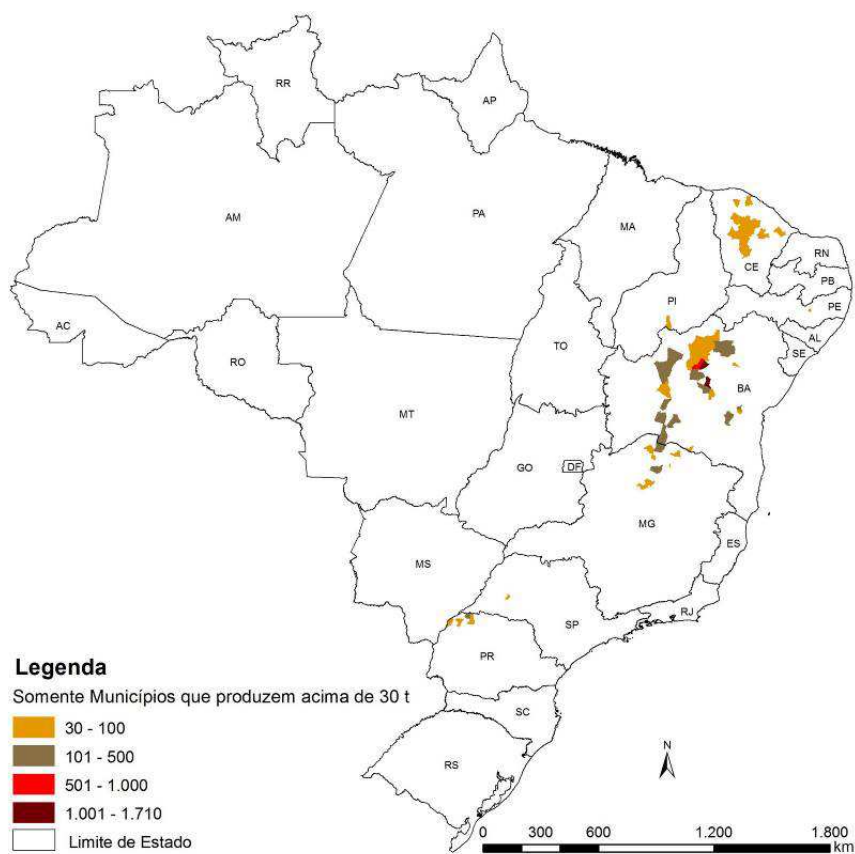 RR
AP
AM
PA
MA
CE
RN
PB
PE
AL
SE
PI
AC
RO
TO
BA
MT
GO
DF
MG
ES
MS
SP
RJ
PR
SC
RS
N
Legenda
Somente Municípios que produzem acima de 30 t
30 - 100
101 - 500
501 - 1.000
1.001 - 1.710
Limite de Estado
0 300 600 1.200 1.800
km